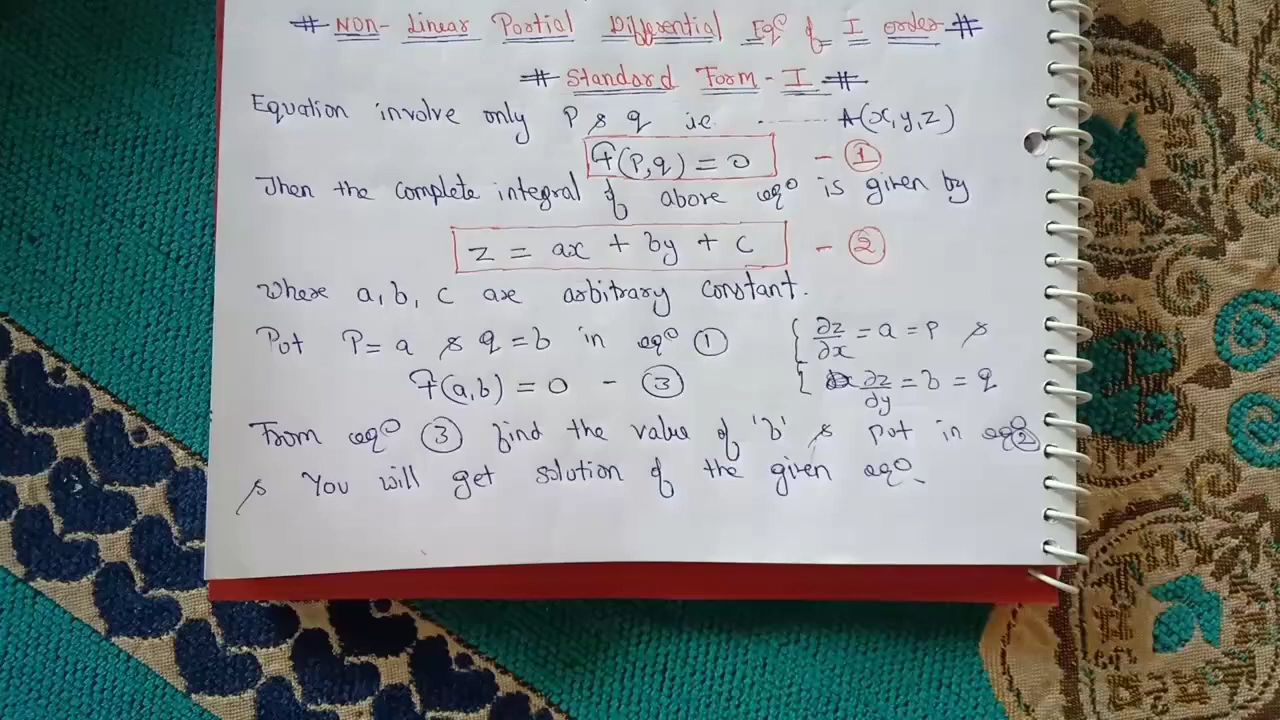 # Non-Linear Partial Differential Eqⁿ of I order #
# Standard Form - I #
Equation involve only P & q i.e. ........ (x,y,z)
f(P,q) = 0 - ①
Then the complete integral of above eqⁿ is given by
z = ax + by + c - ②
Where a, b, c are arbitrary constant.
Put P = a & q = b in eqⁿ ① { ∂z/∂x = a = P &
f(a,b) = 0 - ③ { ∂z/∂y = b = q
From eqⁿ ③ find the value of 'b' & put in eqⁿ ②
& You will get solution of the given eqⁿ.